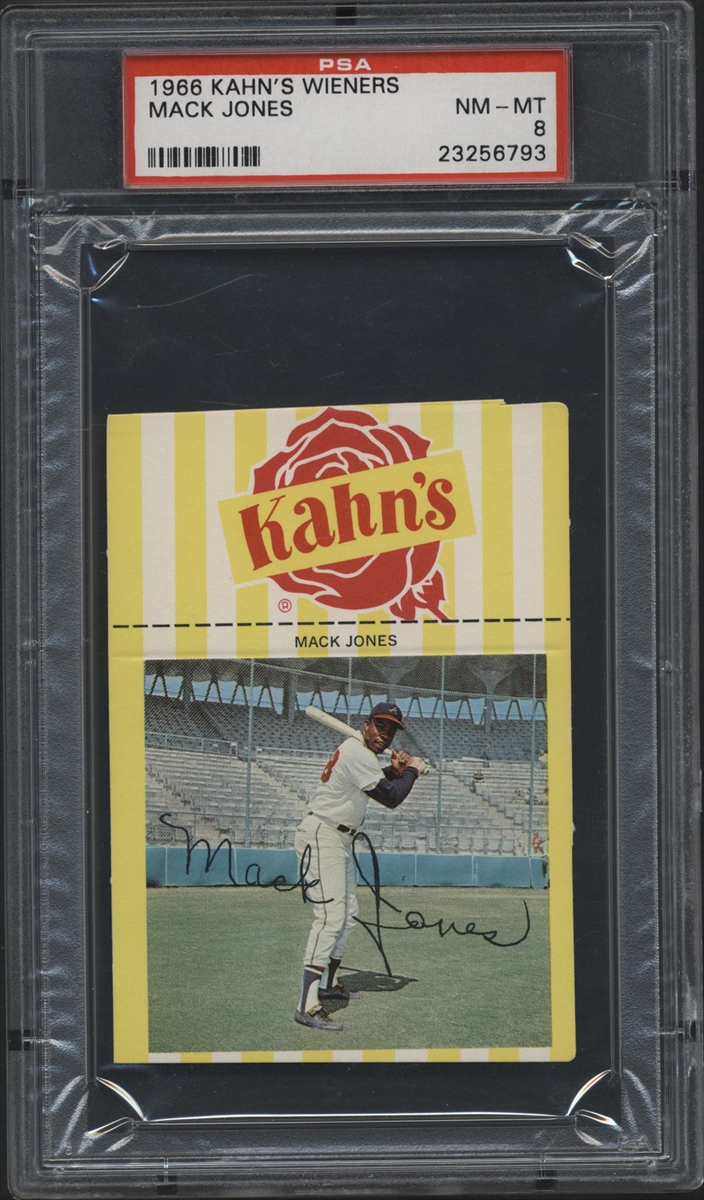 PSA
1966 KAHN'S WIENERS
MACK JONES NM - MT
8
23256793
Kahn's
®
MACK JONES
Mack Jones